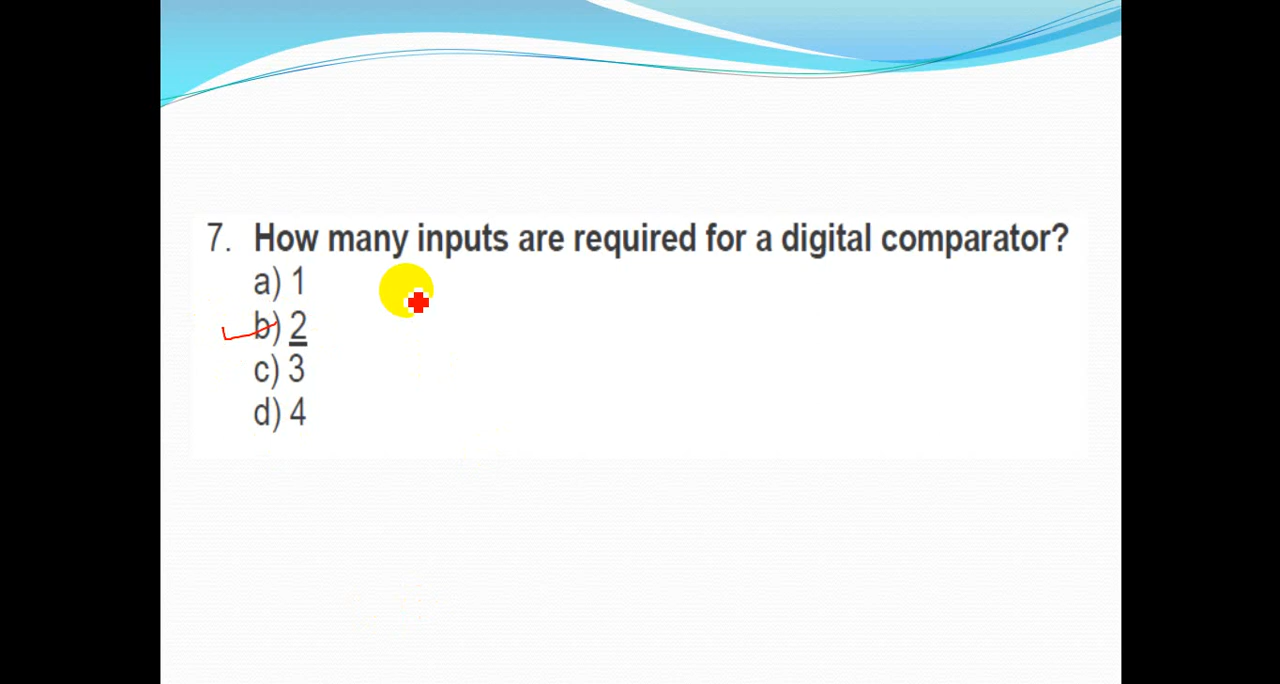 7. How many inputs are required for a digital comparator?
a) 1
b) 2
c) 3
d) 4